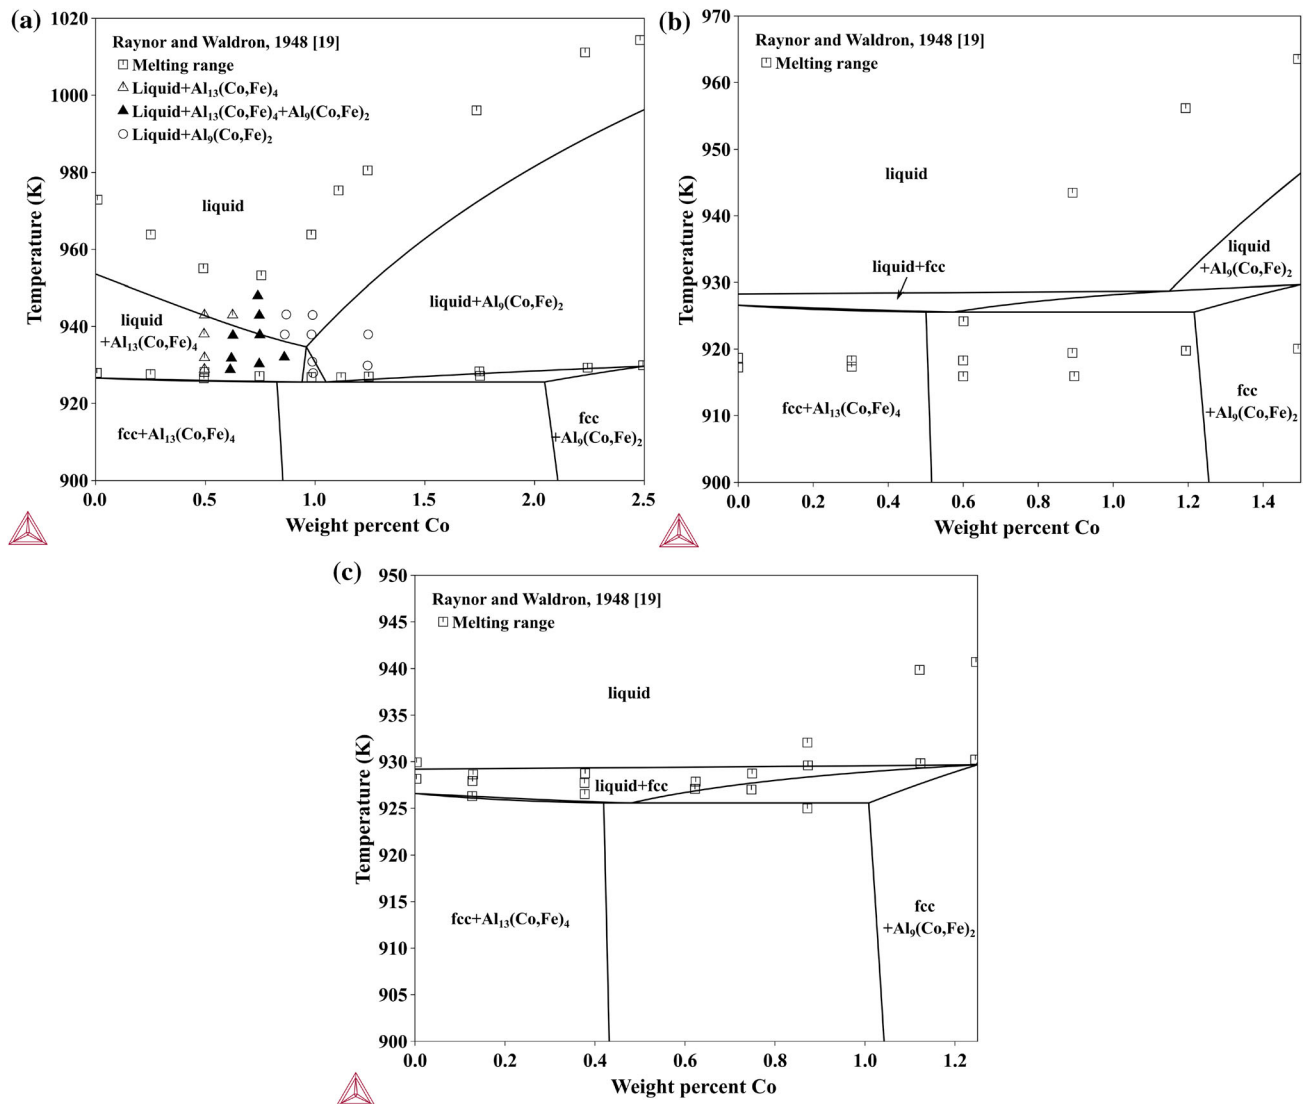 (a)
1020
1000
980
960
940
920
900
Temperature (K)
Raynor and Waldron, 1948 [19]
Melting range
Liquid+Al₁₃(Co,Fe)₄
Liquid+Al₁₃(Co,Fe)₄+Al₉(Co,Fe)₂
Liquid+Al₉(Co,Fe)₂
liquid
liquid
+Al₁₃(Co,Fe)₄
liquid+Al₉(Co,Fe)₂
fcc+Al₁₃(Co,Fe)₄
fcc
+Al₉(Co,Fe)₂
0.0 0.5 1.0 1.5 2.0 2.5
Weight percent Co
(b)
970
960
950
940
930
920
910
900
Temperature (K)
Raynor and Waldron, 1948 [19]
Melting range
liquid
liquid+fcc
liquid
+Al₉(Co,Fe)₂
fcc+Al₁₃(Co,Fe)₄
fcc
+Al₉(Co,Fe)₂
0.0 0.2 0.4 0.6 0.8 1.0 1.2 1.4
Weight percent Co
(c)
950
945
940
935
930
925
920
915
910
905
900
Temperature (K)
Raynor and Waldron, 1948 [19]
Melting range
liquid
liquid+fcc
fcc+Al₁₃(Co,Fe)₄
fcc
+Al₉(Co,Fe)₂
0.0 0.2 0.4 0.6 0.8 1.0 1.2
Weight percent Co